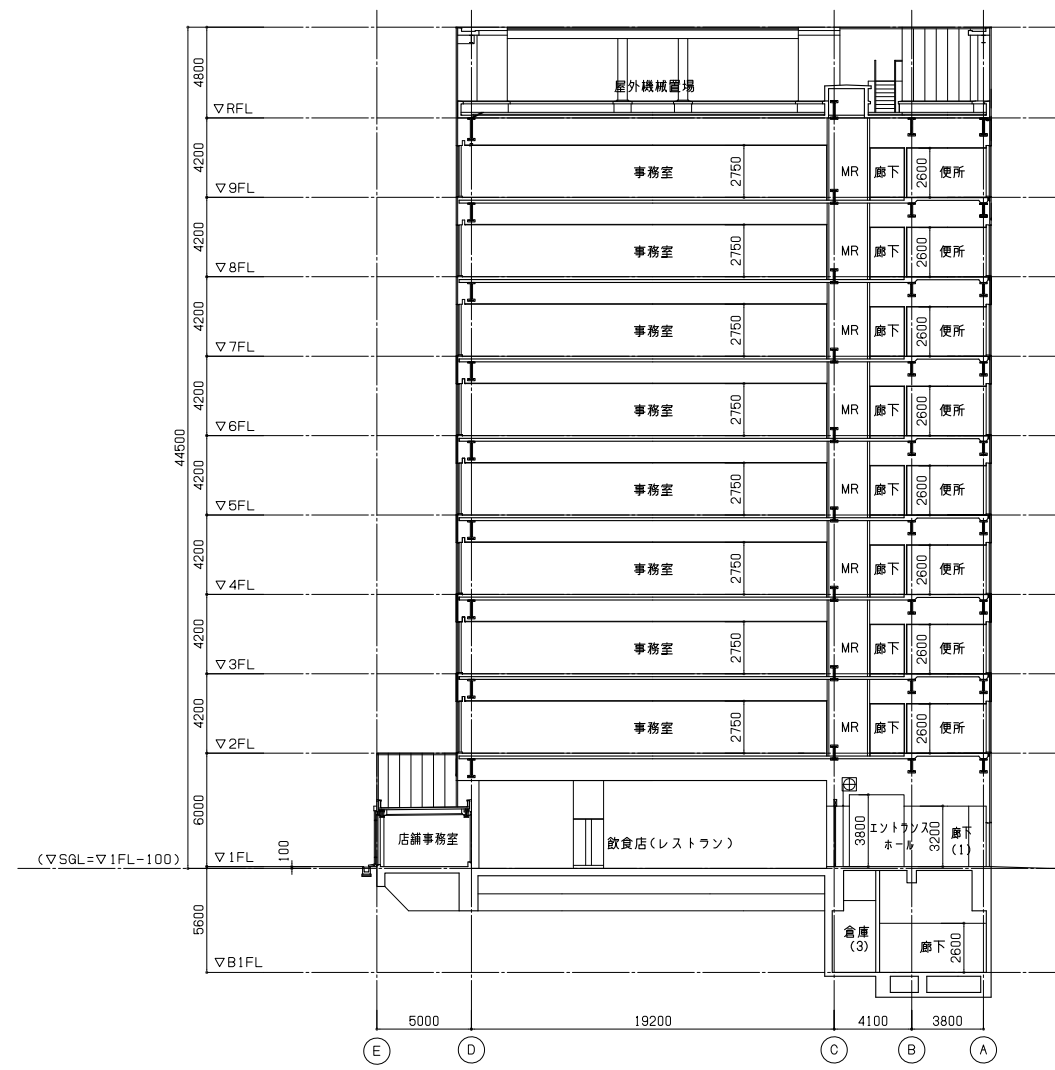 4800
屋外機械置場
▽RFL
4200
事務室 2750 MR 廊下 2600 便所
▽9FL
4200
事務室 2750 MR 廊下 2600 便所
▽8FL
4200
事務室 2750 MR 廊下 2600 便所
▽7FL
4200
事務室 2750 MR 廊下 2600 便所
▽6FL
44500
4200
事務室 2750 MR 廊下 2600 便所
▽5FL
4200
事務室 2750 MR 廊下 2600 便所
▽4FL
4200
事務室 2750 MR 廊下 2600 便所
▽3FL
4200
事務室 2750 MR 廊下 2600 便所
▽2FL
6000
店舗事務室
飲食店(レストラン)
3800
エントランス
ホール
3200
廊下
(1)
(▽SGL=▽1FL-100)
▽1FL
100
5600
倉庫
(3)
廊下
2600
▽B1FL
5000 19200 4100 3800
E D C B A